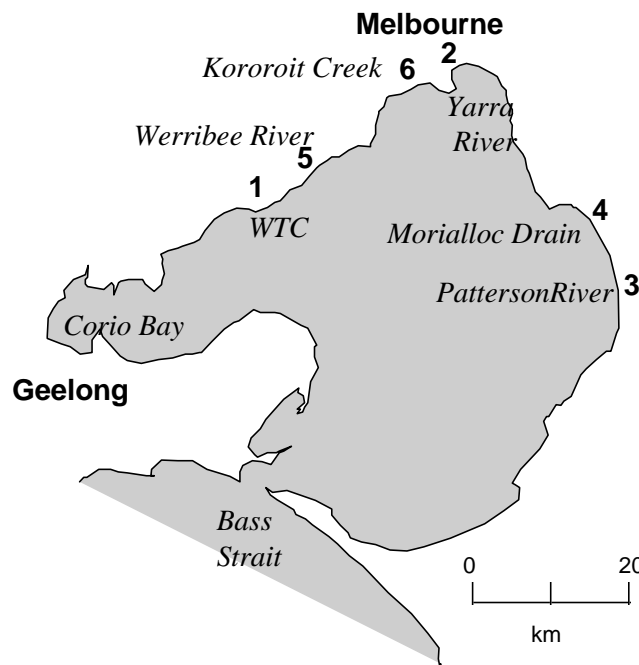 Melbourne
2
Kororoit Creek 6
Yarra
River
Werribee River
5
1
WTC
4
Morialloc Drain
3
PattersonRiver
Corio Bay
Geelong
Bass
Strait
0 20
km